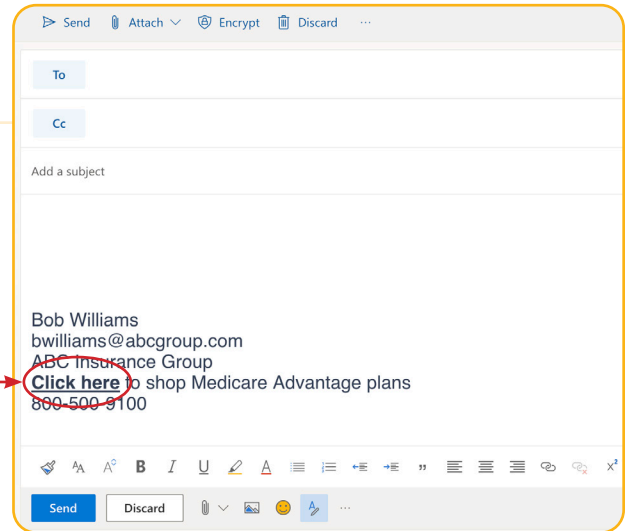 Send Attach Encrypt Discard ...
To
Cc
Add a subject
Bob Williams
bwilliams@abcgroup.com
ABC Insurance Group
Click here to shop Medicare Advantage plans
800-500-9100
B I U A x²
Send Discard ...